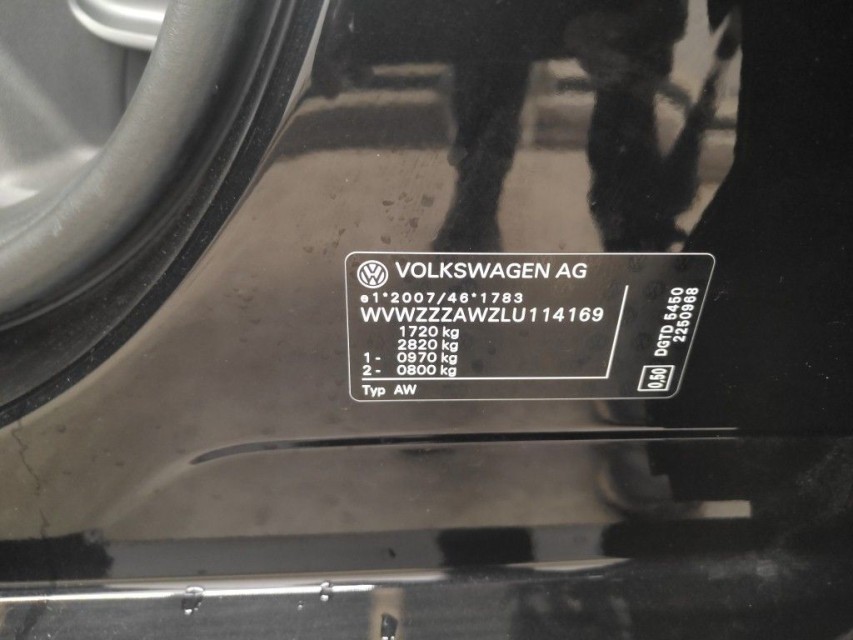 VOLKSWAGEN AG
e1*2007/46*1783
WVWZZZAWZLU114169
1720 kg
2820 kg
1- 0970 kg
2- 0800 kg
Typ AW
DGTD 5450
2250968
0.50